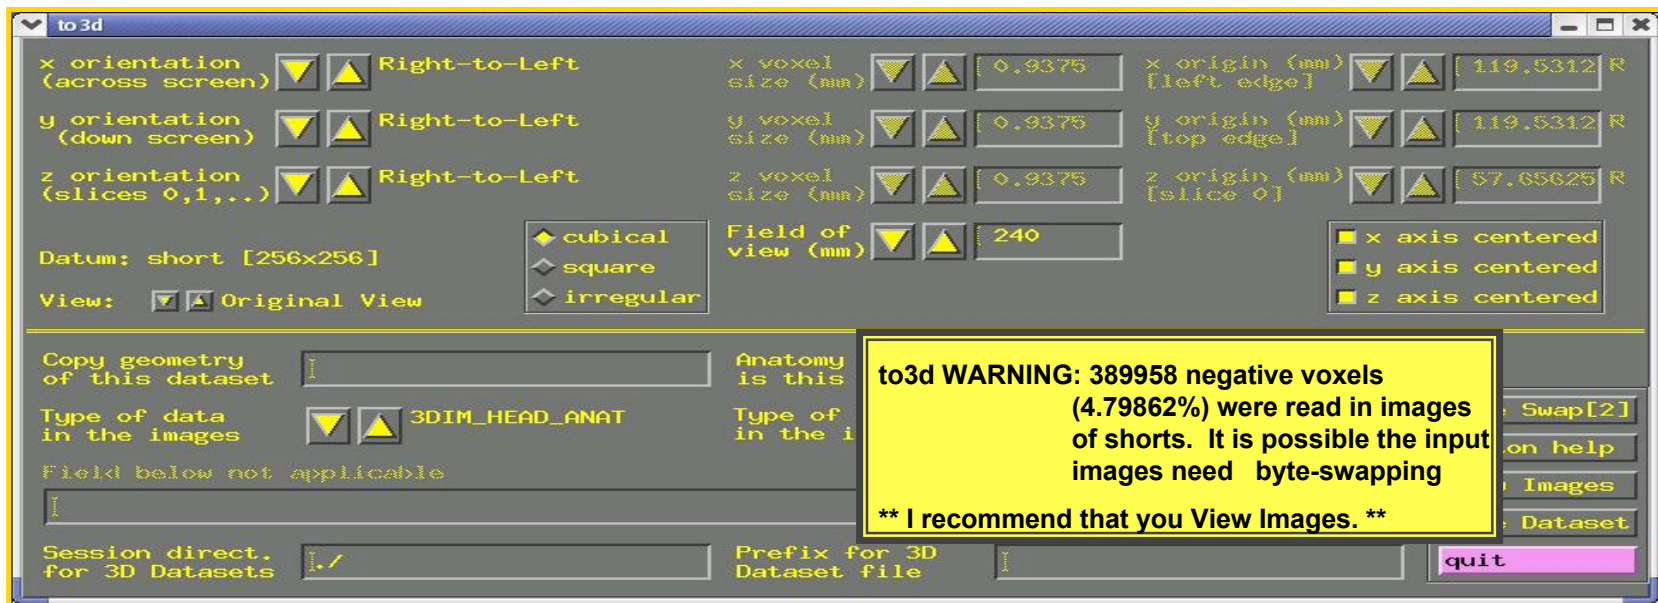 to 3d
x orientation
(across screen)
Right-to-Left
x voxel
size (mm)
0.9375
x origin (mm)
[left edge]
119.5312 R
y orientation
(down screen)
Right-to-Left
y voxel
size (mm)
0.9375
y origin (mm)
[top edge]
119.5312 R
z orientation
(slices 0,1,..)
Right-to-Left
z voxel
size (mm)
0.9375
z origin (mm)
[slice 0]
57.65625 R
Datum: short [256x256]
View: Original View
cubical
square
irregular
Field of
view (mm)
240
x axis centered
y axis centered
z axis centered
Copy geometry
of this dataset
Anatomy
is this
Type of data
in the images
3DIM_HEAD_ANAT
Type of
in the i
Field below not applicable
Session direct.
for 3D Datasets
./
Prefix for 3D
Dataset file
to3d WARNING: 389958 negative voxels
(4.79862%) were read in images
of shorts. It is possible the input
images need byte-swapping
** I recommend that you View Images. **
Swap[2]
on help
Images
Dataset
quit